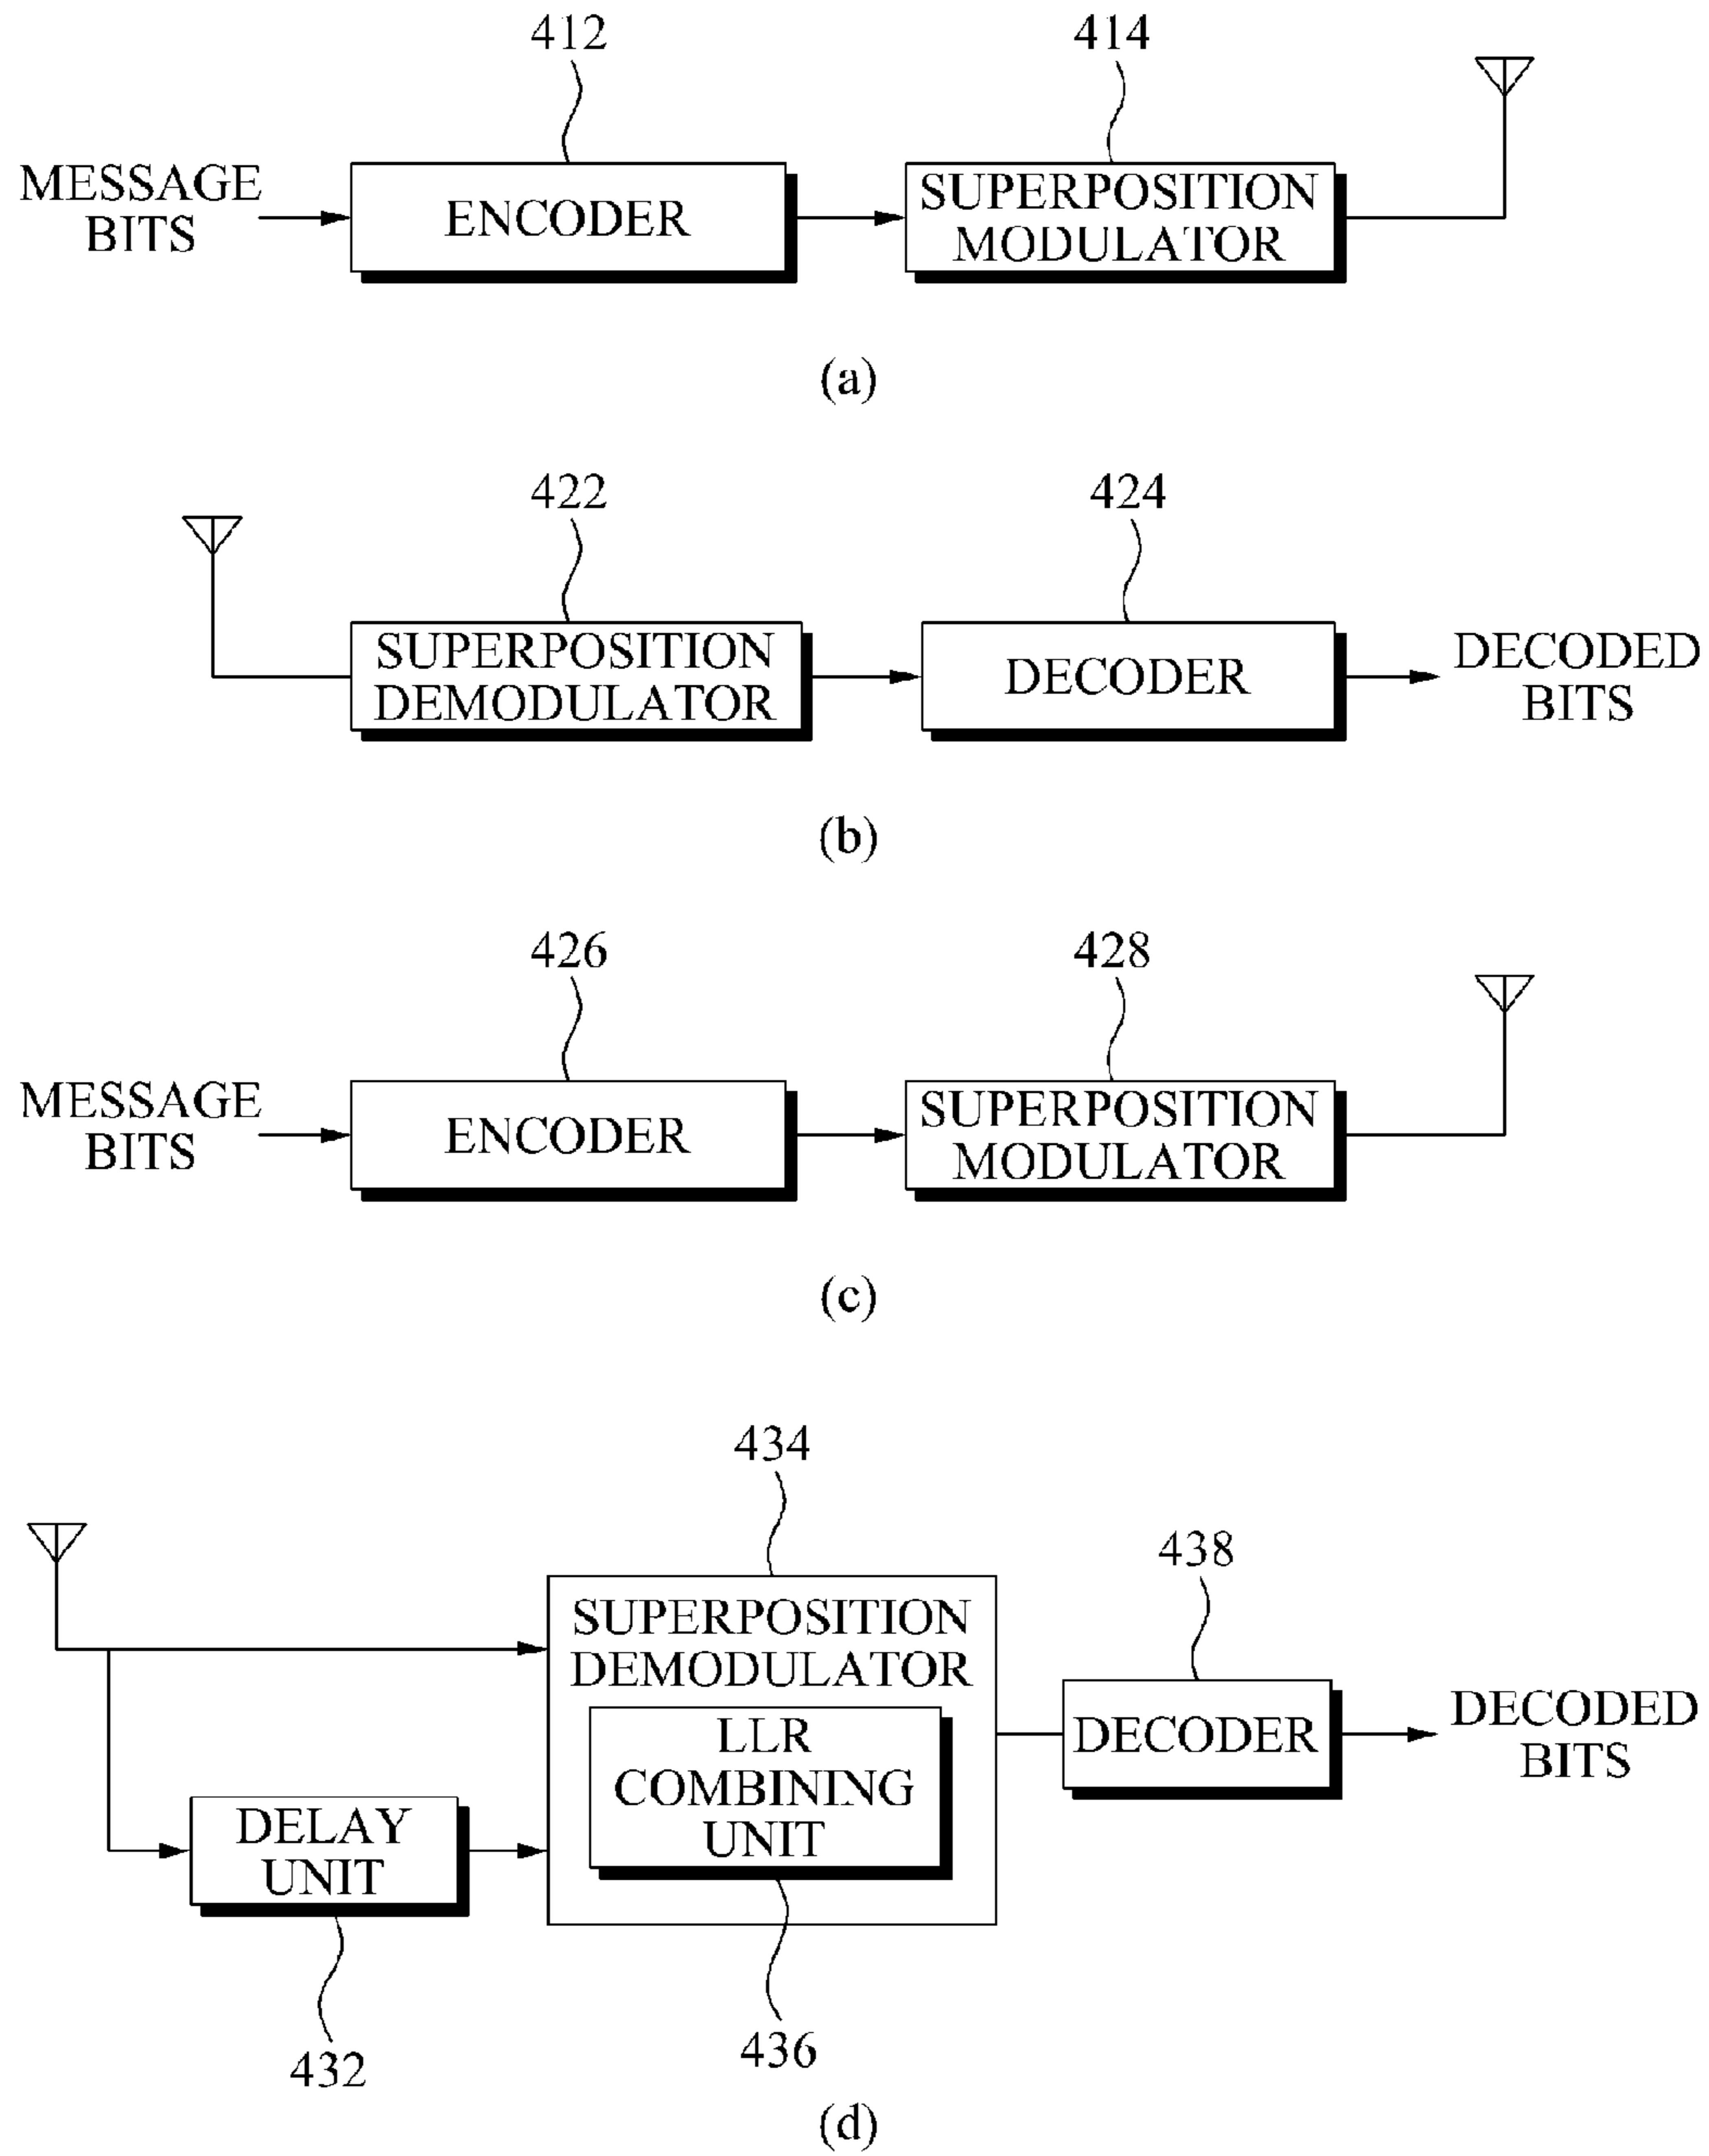 412
414
MESSAGE
BITS
ENCODER
SUPERPOSITION
MODULATOR
(a)
422
424
SUPERPOSITION
DEMODULATOR
DECODER
DECODED
BITS
(b)
426
428
MESSAGE
BITS
ENCODER
SUPERPOSITION
MODULATOR
(c)
434
438
SUPERPOSITION
DEMODULATOR
LLR
COMBINING
UNIT
DECODER
DECODED
BITS
DELAY
UNIT
432
436
(d)